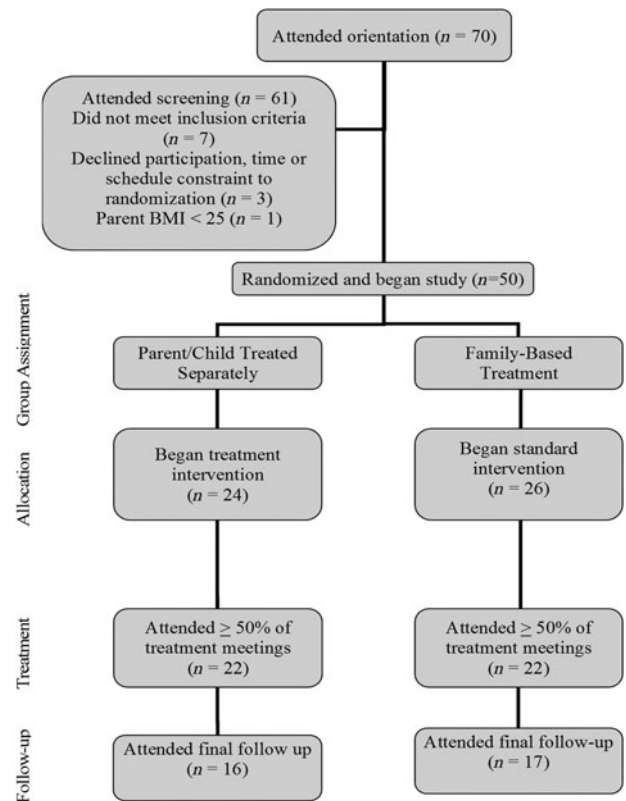 Attended orientation (n = 70)
Attended screening (n = 61)
Did not meet inclusion criteria
(n = 7)
Declined participation, time or
schedule constraint to
randomization (n = 3)
Parent BMI < 25 (n = 1)
Randomized and began study (n=50)
Group Assignment
Parent/Child Treated
Separately
Family-Based
Treatment
Allocation
Began treatment
intervention
(n = 24)
Began standard
intervention
(n = 26)
Treatment
Attended ≥ 50% of
treatment meetings
(n = 22)
Attended ≥ 50% of
treatment meetings
(n = 22)
Follow-up
Attended final follow up
(n = 16)
Attended final follow-up
(n = 17)